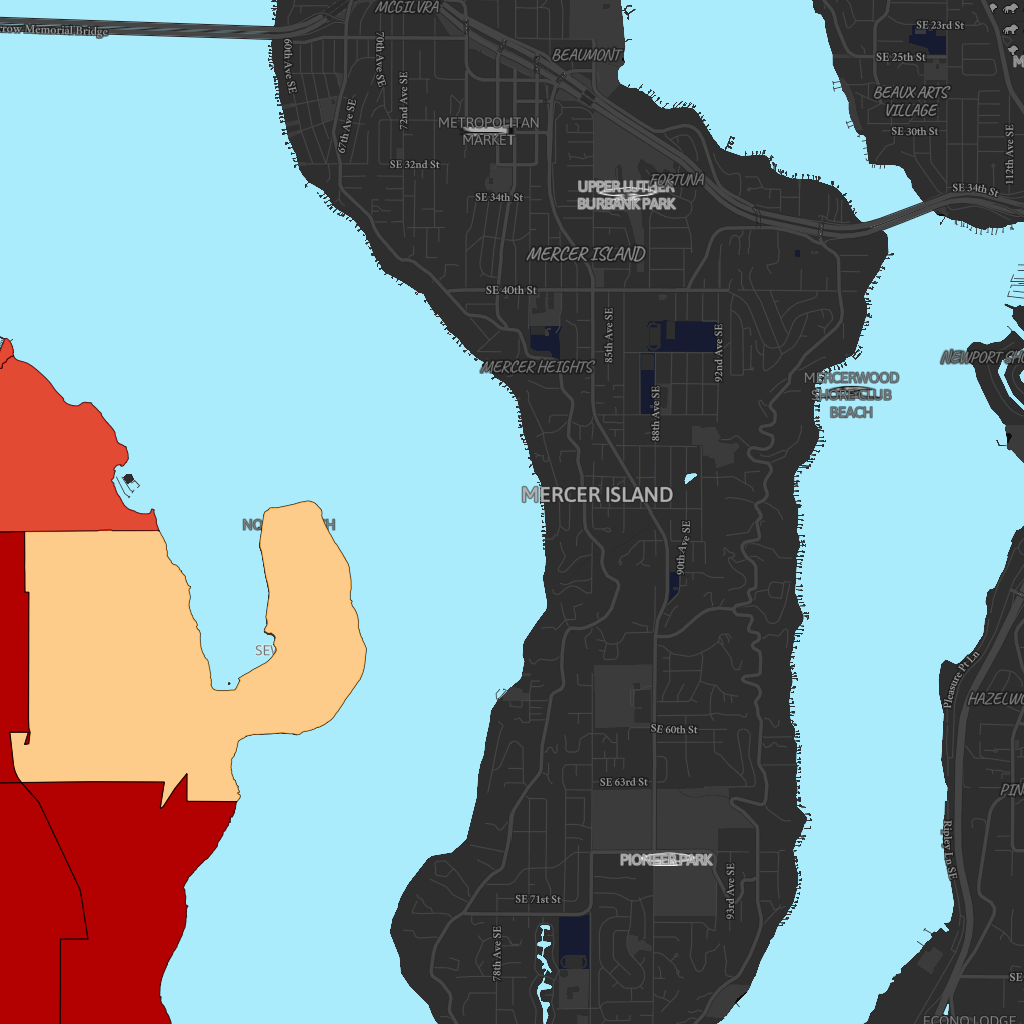 MCGILVRA
SE 23rd St
row Memorial Bridge
60th Ave SE
70th Ave SE
BEAUMONT
SE 25th St
72nd Ave SE
BEAUX ARTS
VILLAGE
67th Ave SE
METROPOLITAN
MARKET
SE 30th St
112th Ave SE
SE 32nd St
FORTUNA
UPPER LUTHER
BURBANK PARK
SE 34th St
SE 34th St
MERCER ISLAND
SE 40th St
85th Ave SE
92nd Ave SE
NEWPORT SHO
MERCER HEIGHTS
MERCERWOOD
SHORE CLUB
BEACH
88th Ave SE
MERCER ISLAND
NO
H
90th Ave SE
SEW
Pleasure Pt Ln
HAZELWO
SE 60th St
SE 63rd St
PIN
Ripley Ln SE
PIONEER PARK
93rd Ave SE
SE 71st St
78th Ave SE
SE
ECONO LODGE